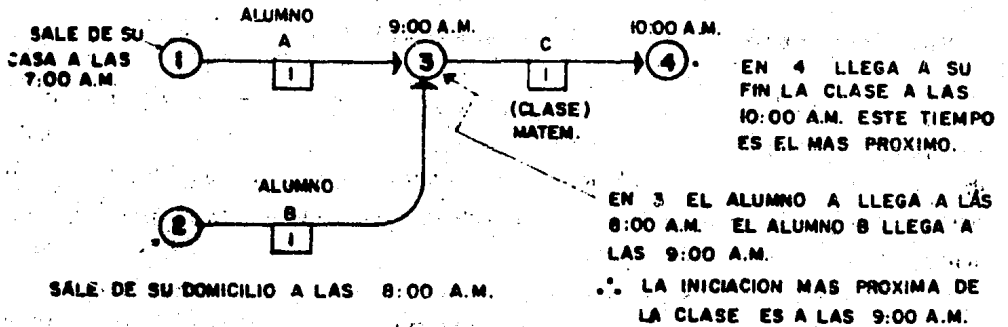 SALE DE SU
CASA A LAS
7:00 A.M.
1
ALUMNO
A
1
9:00 A.M.
3
C
1
(CLASE)
MATEM.
10:00 A.M.
4
EN 4 LLEGA A SU
FIN LA CLASE A LAS
10:00 A.M. ESTE TIEMPO
ES EL MAS PROXIMO.
2
ALUMNO
B
1
SALE DE SU DOMICILIO A LAS 8:00 A.M.
EN 3 EL ALUMNO A LLEGA A LAS
8:00 A.M. EL ALUMNO B LLEGA A
LAS 9:00 A.M.
∴ LA INICIACION MAS PROXIMA DE
LA CLASE ES A LAS 9:00 A.M.